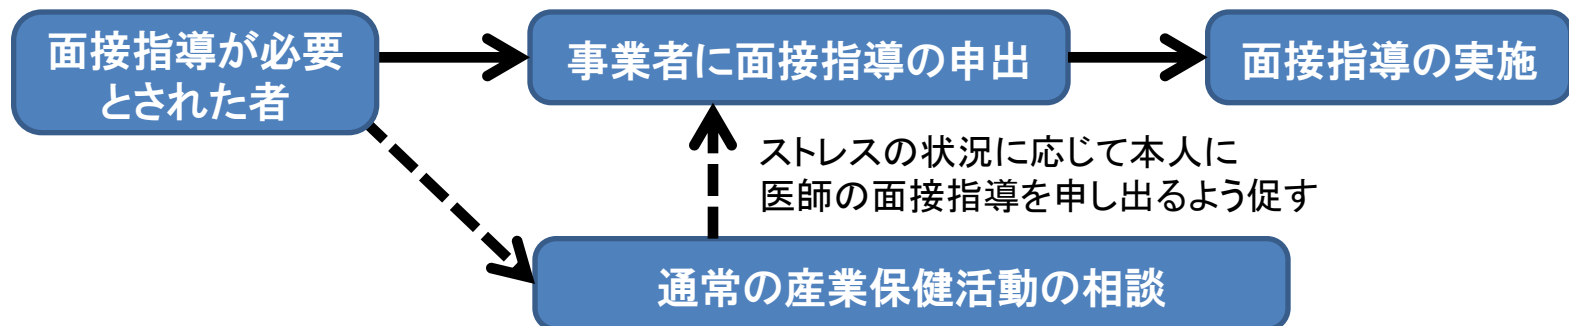 面接指導が必要
とされた者
事業者に面接指導の申出
面接指導の実施
ストレスの状況に応じて本人に
医師の面接指導を申し出るよう促す
通常の産業保健活動の相談